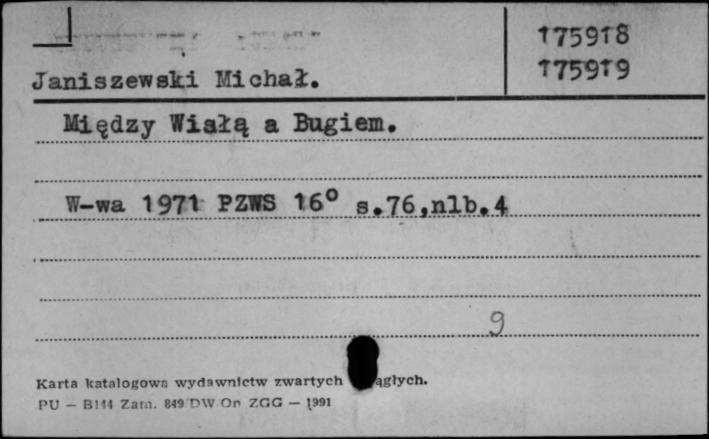 175918
175919
Janiszewski Michał.
Między Wisłą a Bugiem.
W-wa 1971 PZWS 16° s.76,nlb.4
9
Karta katalogowa wydawnictw zwartych ągłych.
PU — B144 Zam. 849 DW On ZGG — 1991